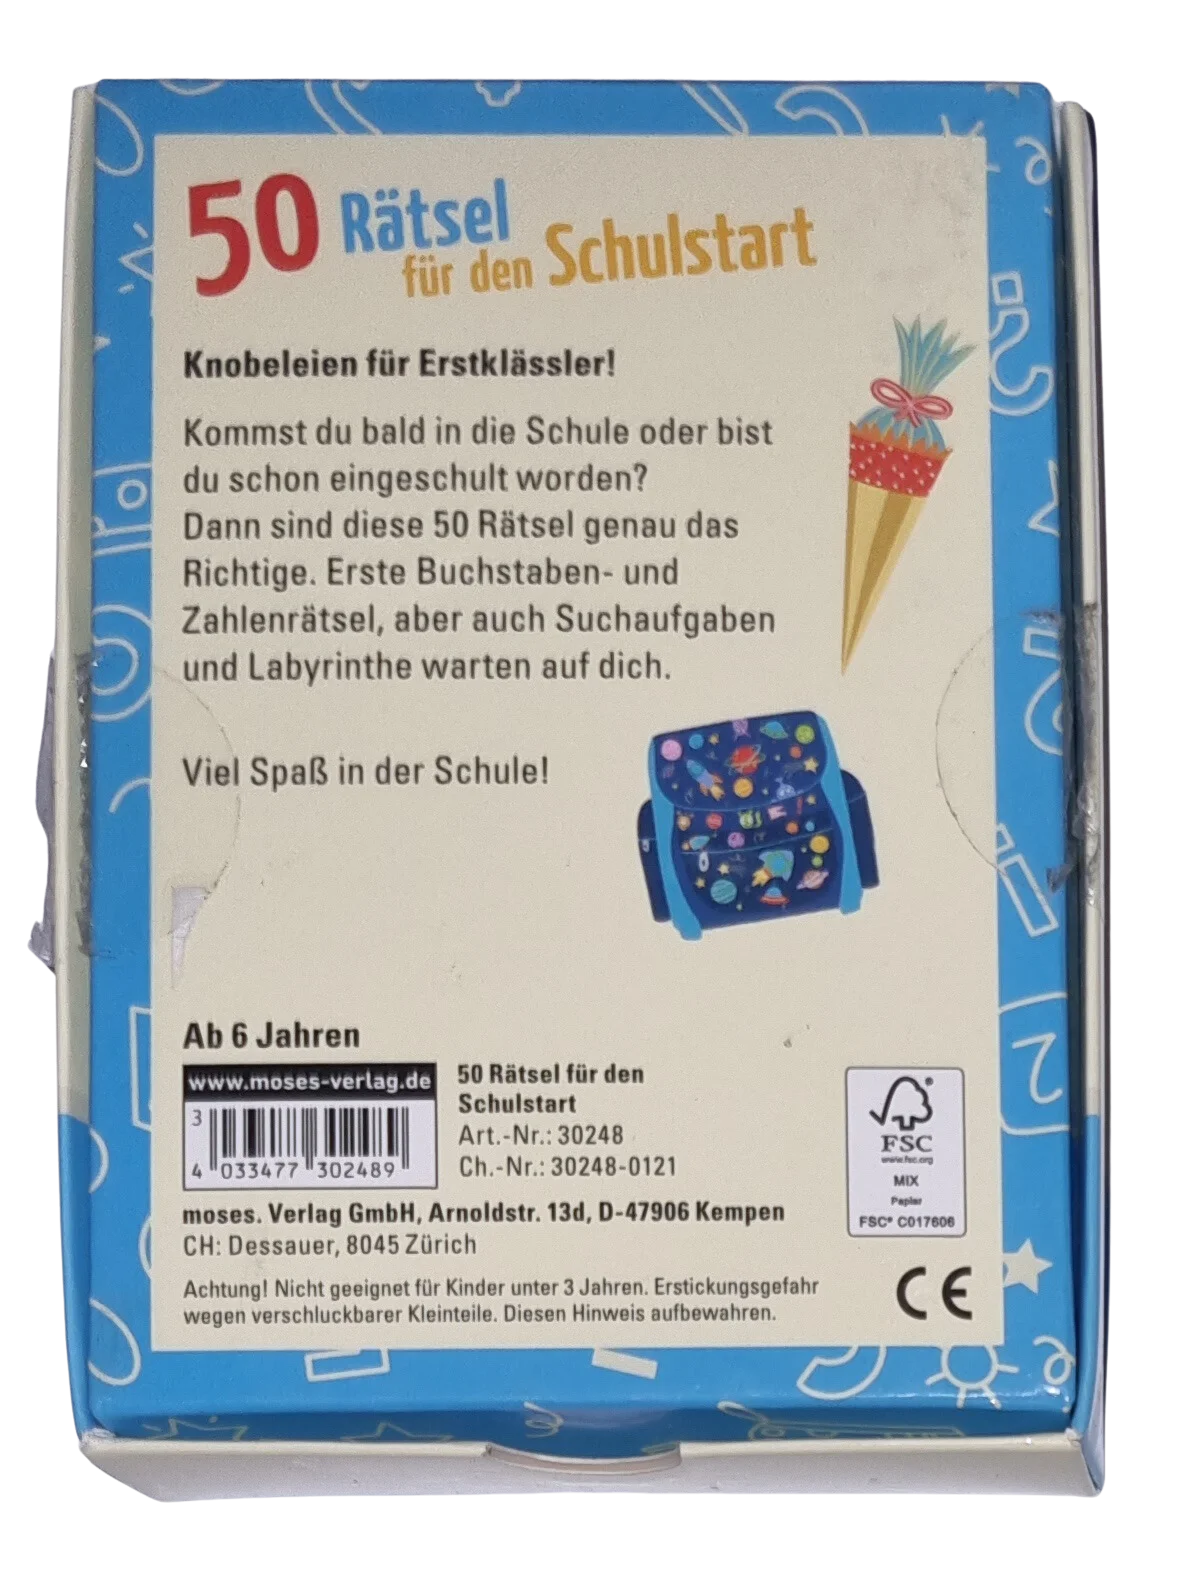 50 Rätsel
für den Schulstart
Knobeleien für Erstklässler!
Kommst du bald in die Schule oder bist
du schon eingeschult worden?
Dann sind diese 50 Rätsel genau das
Richtige. Erste Buchstaben- und
Zahlenrätsel, aber auch Suchaufgaben
und Labyrinthe warten auf dich.
Viel Spaß in der Schule!
Ab 6 Jahren
www.moses-verlag.de
3
4 033477 302489
50 Rätsel für den
Schulstart
Art.-Nr.: 30248
Ch.-Nr.: 30248-0121
FSC
www.fsc.org
MIX
Papier
FSC® C017606
moses. Verlag GmbH, Arnoldstr. 13d, D-47906 Kempen
CH: Dessauer, 8045 Zürich
Achtung! Nicht geeignet für Kinder unter 3 Jahren. Erstickungsgefahr
wegen verschluckbarer Kleinteile. Diesen Hinweis aufbewahren.
CE
2